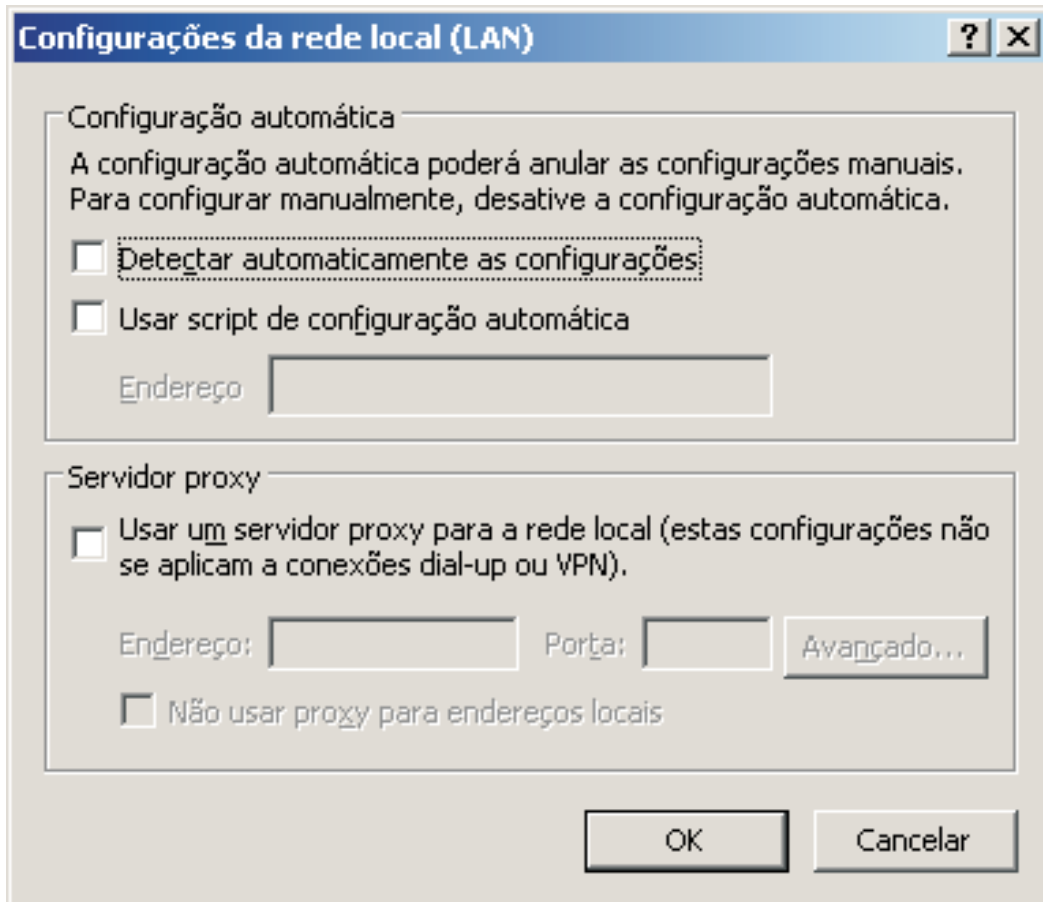 Configurações da rede local (LAN)
Configuração automática
A configuração automática poderá anular as configurações manuais.
Para configurar manualmente, desative a configuração automática.
Detectar automaticamente as configurações
Usar script de configuração automática
Endereço
Servidor proxy
Usar um servidor proxy para a rede local (estas configurações não
se aplicam a conexões dial-up ou VPN).
Endereço: Porta: Avançado...
Não usar proxy para endereços locais
OK Cancelar